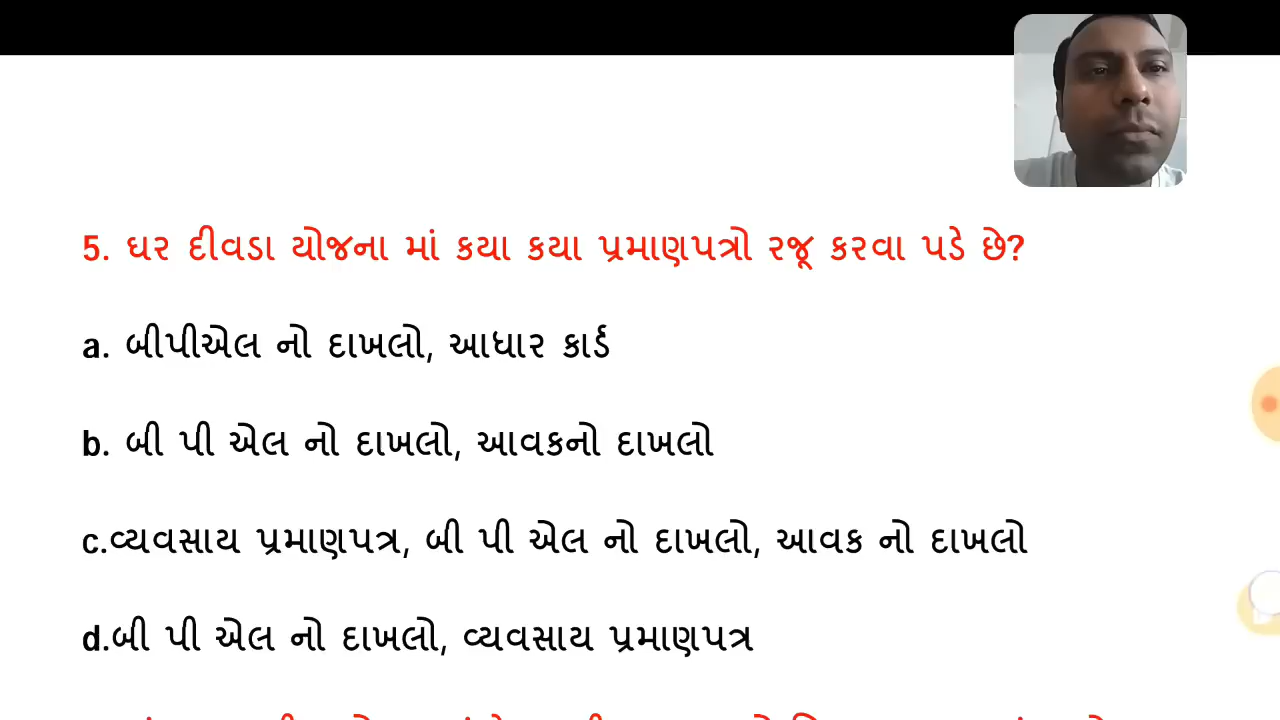 5. ઘર દીવડા યોજના માં કયા કયા પ્રમાણપત્રો રજૂ કરવા પડે છે?
a. બીપીએલ નો દાખલો, આધાર કાર્ડ
b. બી પી એલ નો દાખલો, આવકનો દાખલો
c.વ્યવસાય પ્રમાણપત્ર, બી પી એલ નો દાખલો, આવક નો દાખલો
d.બી પી એલ નો દાખલો, વ્યવસાય પ્રમાણપત્ર